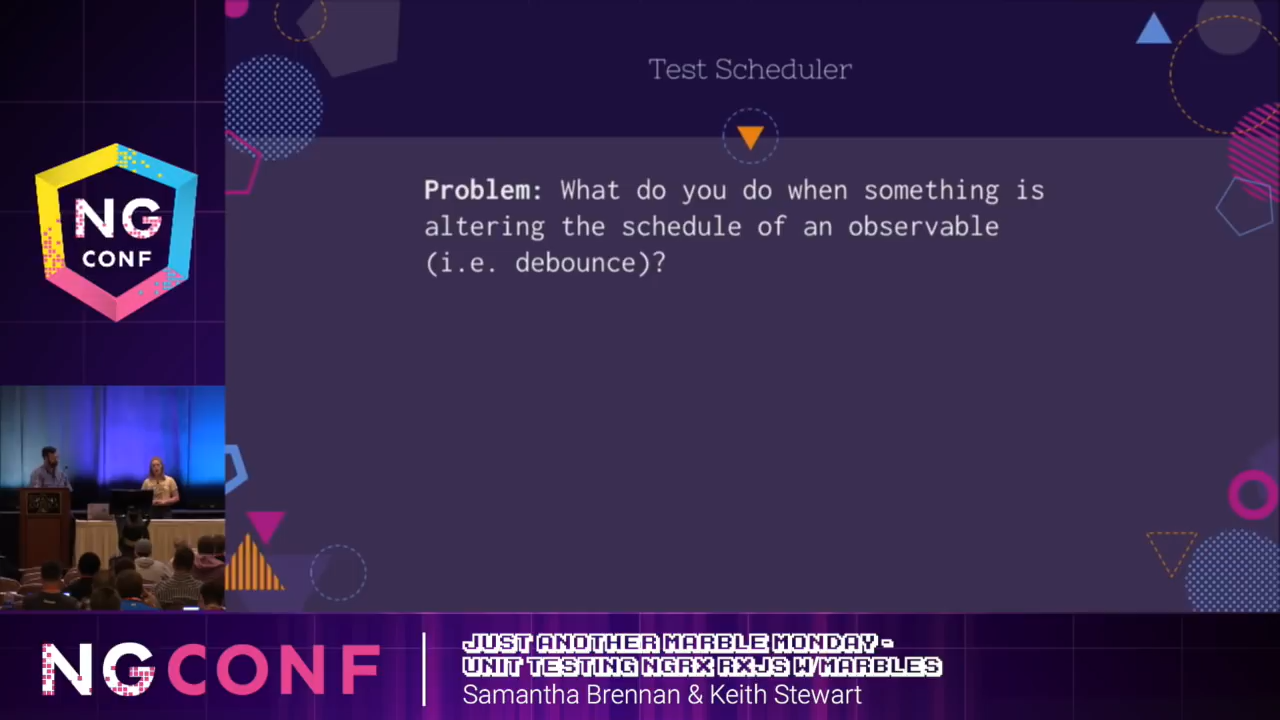 Test Scheduler
Problem: What do you do when something is
altering the schedule of an observable
(i.e. debounce)?
NG
CONF
NG CONF
JUST ANOTHER MARBLE MONDAY -
UNIT TESTING NGRX RXJS W/ MARBLES
Samantha Brennan & Keith Stewart